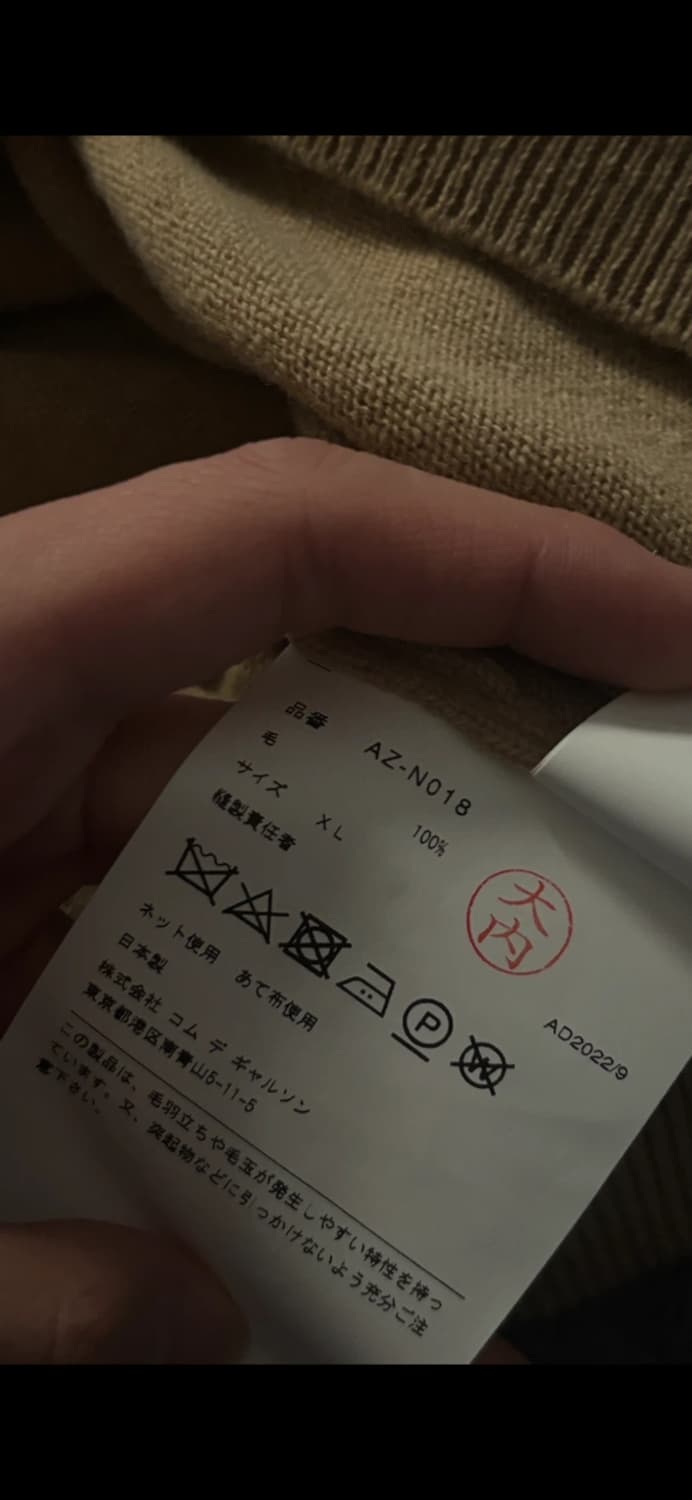 品番 AZ-N018
毛 100%
サイズ XL
縫製責任者
大内
AD2022/9
P
W
ネット使用 あて布使用
日本製
株式会社 コム デ ギャルソン
東京都港区南青山5-11-5
この製品は、毛羽立ちや毛玉が発生しやすい特性を持っ
ています。又、突起物などに引っかけないよう充分ご注
意下さい。